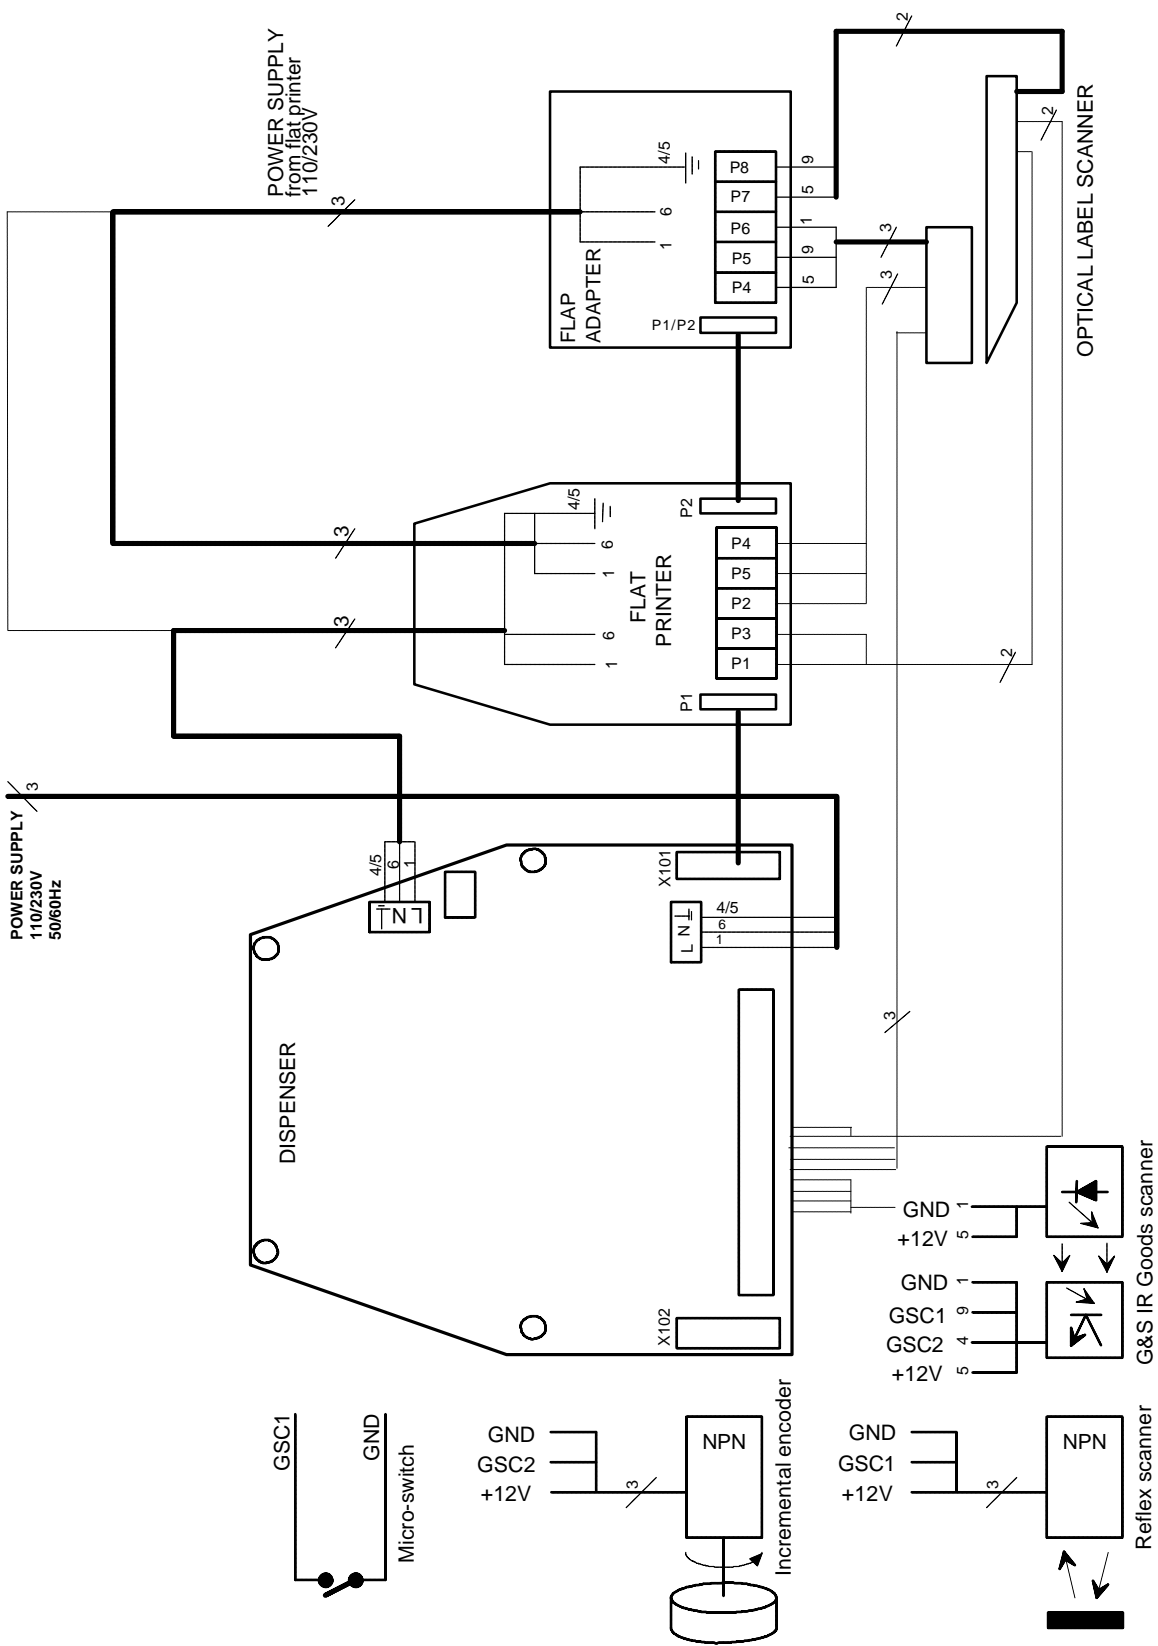 POWER SUPPLY
from flat printer
110/230V
3
2
2
OPTICAL LABEL SCANNER
FLAP
ADAPTER
4/5
6
1
P8
P7
P6
P5
P4
P1/P2
9
5
1
9
5
3
3
3
3
4/5
6
1
6
1
FLAT
PRINTER
P2
P4
P5
P2
P3
P1
P1
2
3
POWER SUPPLY
110/230V
50/60Hz
4/5
6
1
L N
X101
L N
4/5
6
1
DISPENSER
3
X102
GND 1
+12V 5
GND 1
GSC1 9
GSC2 4
+12V 5
G&S IR Goods scanner
GSC1
GND
Micro-switch
GND
GSC2
+12V
3
NPN
Incremental encoder
GND
GSC1
+12V
3
NPN
Reflex scanner